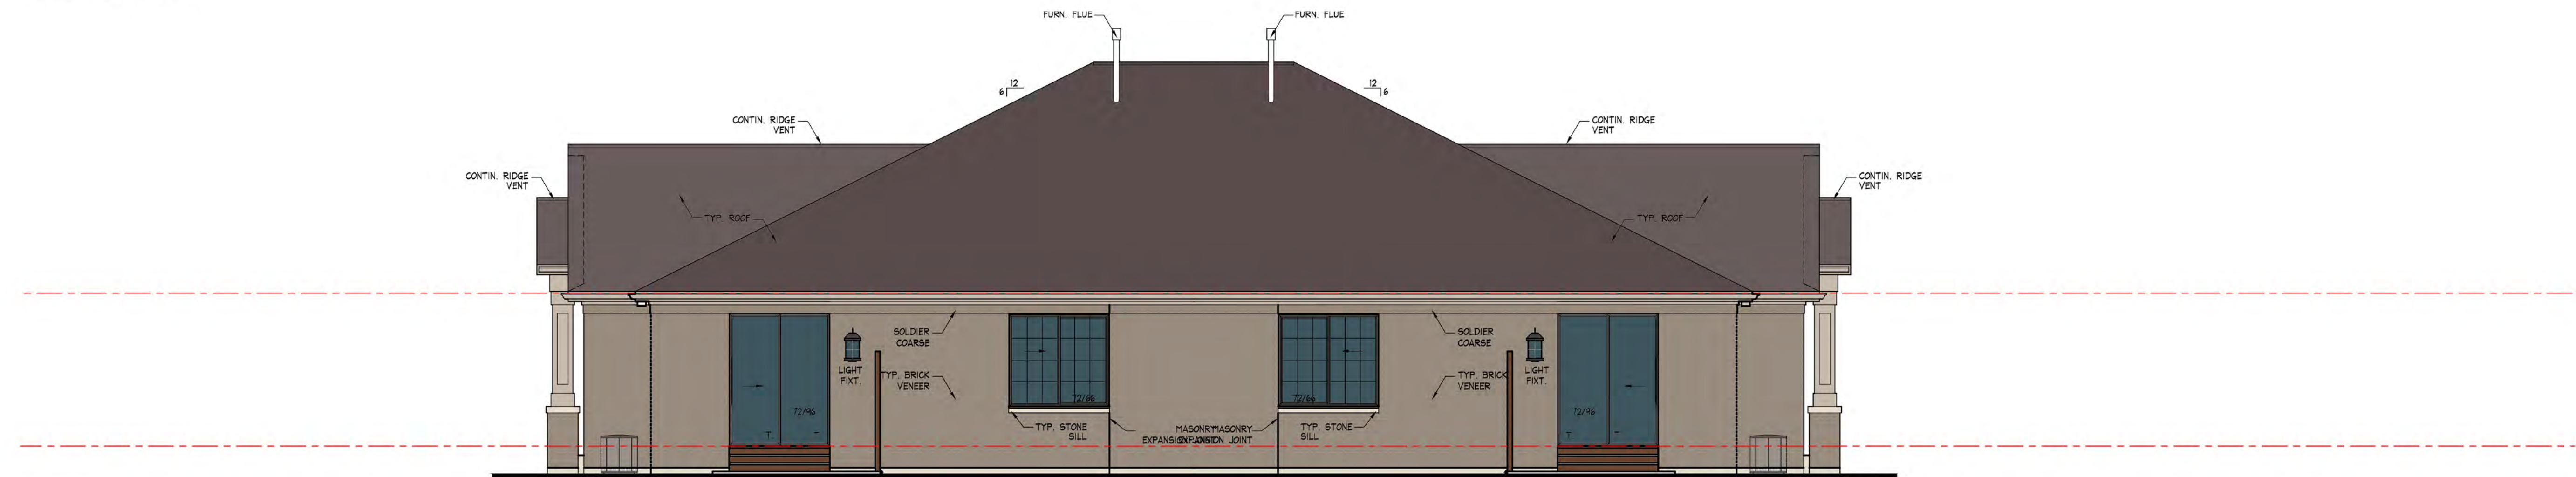 FURN. FLUE
FURN. FLUE
12
6
12
6
CONTIN. RIDGE
VENT
CONTIN. RIDGE
VENT
CONTIN. RIDGE
VENT
CONTIN. RIDGE
VENT
TYP. ROOF
TYP. ROOF
SOLDIER
COARSE
SOLDIER
COARSE
LIGHT
FIXT.
TYP. BRICK
VENEER
TYP. BRICK
VENEER
LIGHT
FIXT.
72/96
72/66
72/66
72/96
TYP. STONE
SILL
MASONRY
EXPANSION JOINT
MASONRY
EXPANSION JOINT
TYP. STONE
SILL
T
T